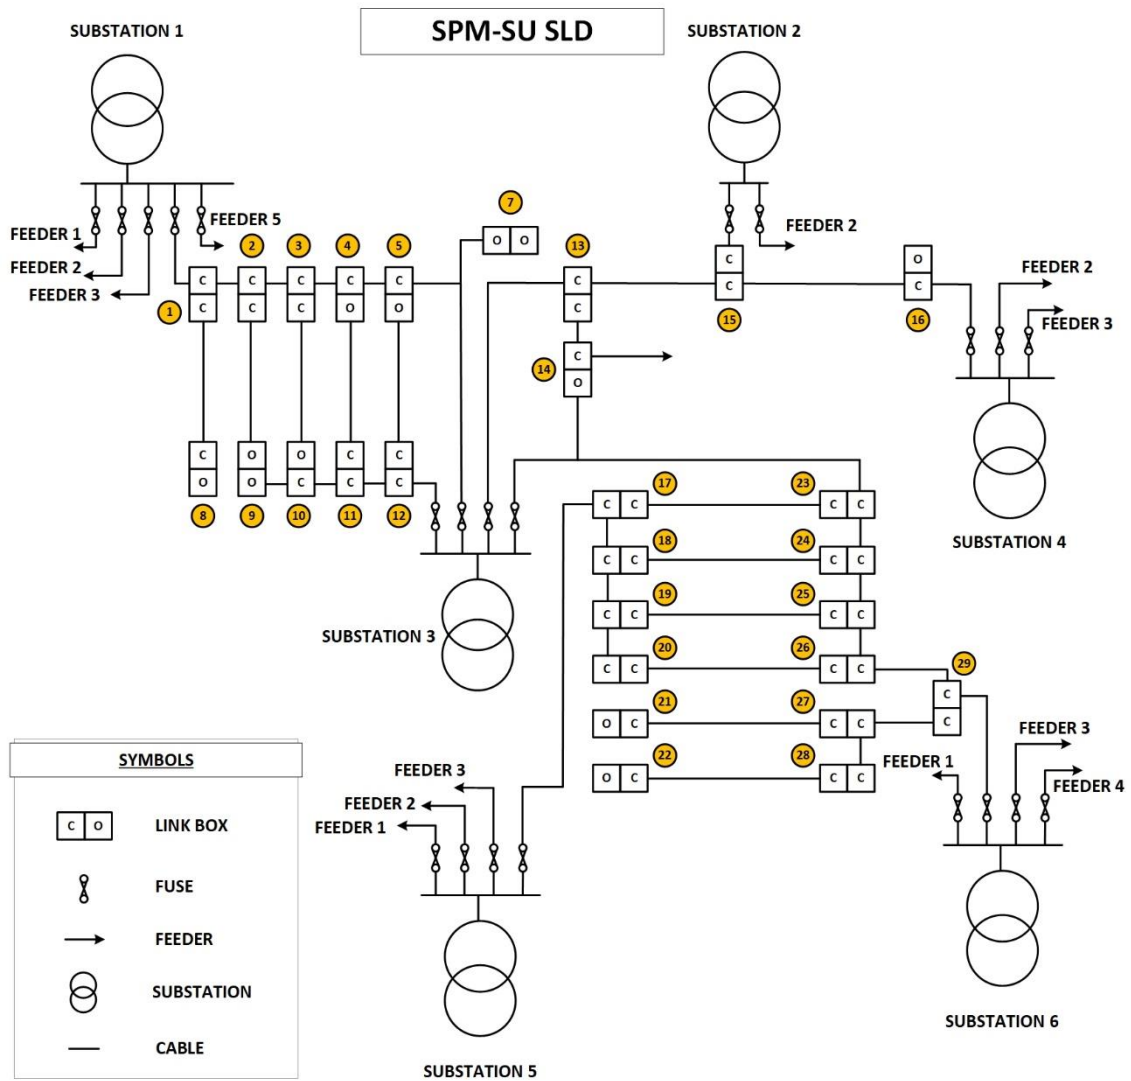 SPM-SU SLD
SUBSTATION 1
SUBSTATION 2
7
FEEDER 5
FEEDER 1
FEEDER 2
FEEDER 3
2
3
4
5
O O
13
FEEDER 2
C
C
C
C
C
C
C
O
FEEDER 2
1
C
C
C
O
O
C
C
C
FEEDER 3
15
16
14
C
O
C
O
O
C
C
O
O
C
C
C
8
9
10
11
12
17
23
C C
C C
18
24
SUBSTATION 4
C C
C C
19
25
C C
C C
SUBSTATION 3
20
26
C C
C C
29
C
C
21
27
O C
C C
22
28
O C
C C
SYMBOLS
C O
LINK BOX
FUSE
FEEDER
SUBSTATION
CABLE
FEEDER 3
FEEDER 2
FEEDER 1
FEEDER 3
FEEDER 1
FEEDER 4
SUBSTATION 5
SUBSTATION 6